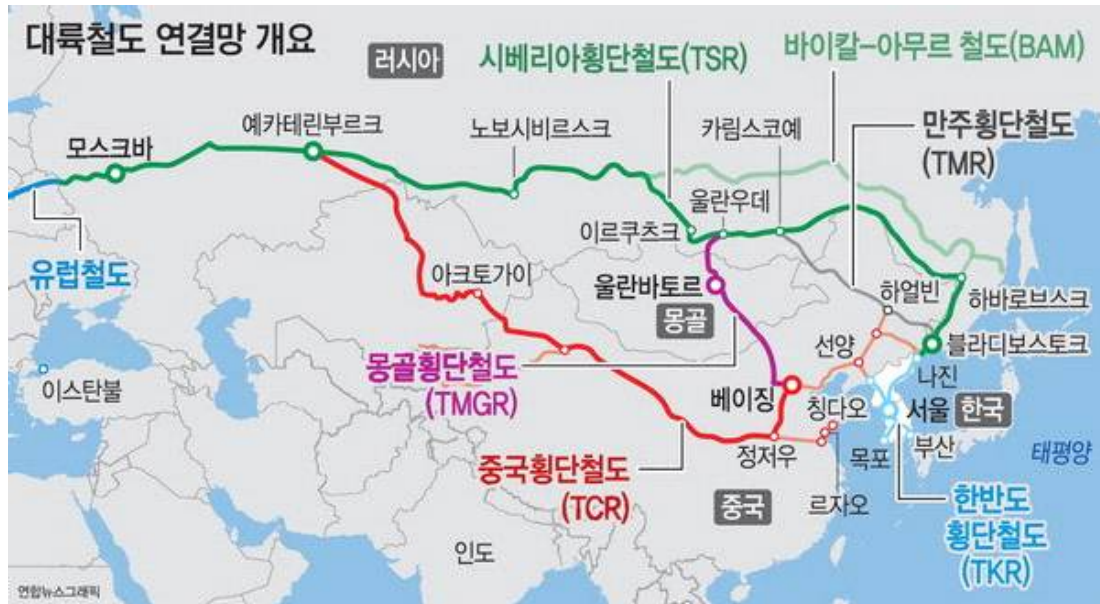 대륙철도 연결망 개요
러시아
시베리아횡단철도(TSR)
바이칼-아무르 철도(BAM)
예카테린부르크
노보시비르스크
카림스코예
만주횡단철도
(TMR)
모스크바
울란우데
이르쿠츠크
유럽철도
아크토가이
울란바토르
하얼빈
하바로브스크
몽골
선양
블라디보스토크
몽골횡단철도
(TMGR)
나진
이스탄불
베이징
칭다오
서울
한국
정저우
목포
부산
태평양
중국횡단철도
(TCR)
중국
르자오
한반도
횡단철도
(TKR)
인도
연합뉴스그래픽